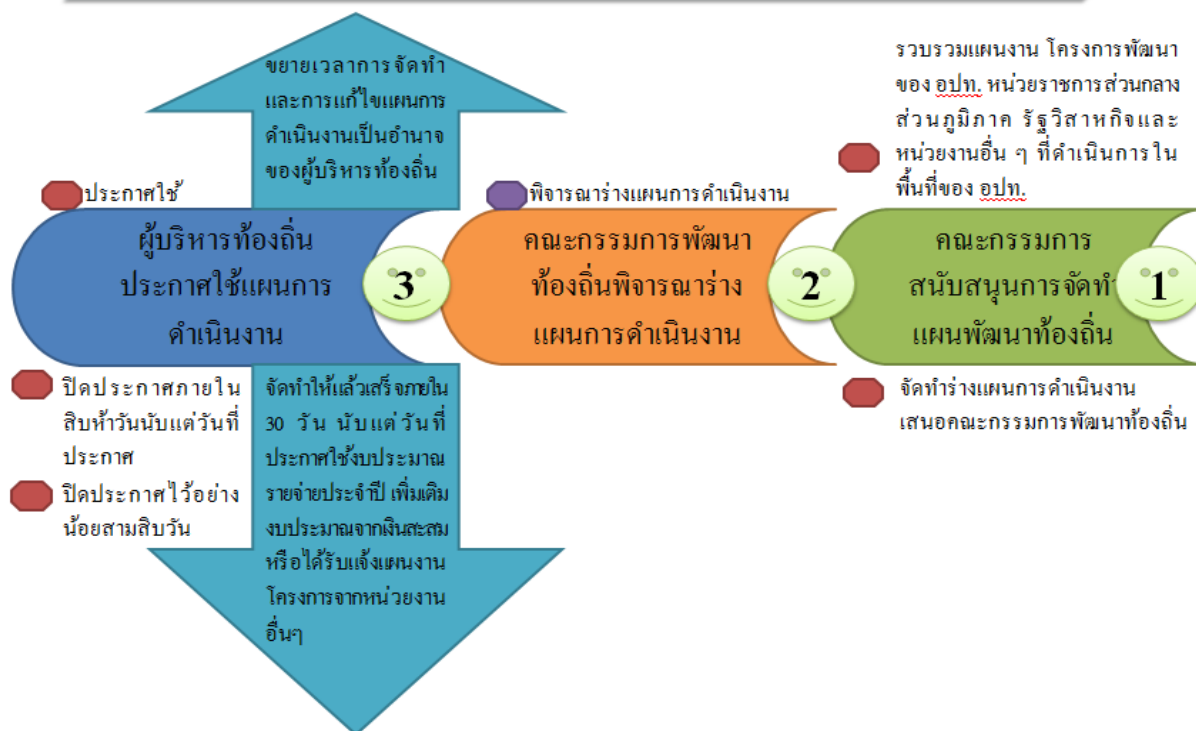 ขยายเวลาการจัดทำ
และการแก้ไขแผนการ
ดำเนินงานเป็นอำนาจ
ของผู้บริหารท้องถิ่น
รวบรวมแผนงาน โครงการพัฒนา
ของ อปท. หน่วยราชการส่วนกลาง
ส่วนภูมิภาค รัฐวิสาหกิจและ
หน่วยงานอื่น ๆ ที่ดำเนินการใน
พื้นที่ของ อปท.
ประกาศใช้
พิจารณาร่างแผนการดำเนินงาน
ผู้บริหารท้องถิ่น
ประกาศใช้แผนการ
ดำเนินงาน
3
คณะกรรมการพัฒนา
ท้องถิ่นพิจารณาร่าง
แผนการดำเนินงาน
2
คณะกรรมการ
สนับสนุนการจัดทำ
แผนพัฒนาท้องถิ่น
1
ปิดประกาศภายใน
สิบห้าวันนับแต่วันที่
ประกาศ
ปิดประกาศไว้อย่าง
น้อยสามสิบวัน
จัดทำให้แล้วเสร็จภายใน
30 วัน นับแต่วันที่
ประกาศใช้งบประมาณ
รายจ่ายประจำปี เพิ่มเติม
งบประมาณจากเงินสะสม
หรือได้รับแจ้งแผนงาน
โครงการจากหน่วยงาน
อื่นๆ
จัดทำร่างแผนการดำเนินงาน
เสนอคณะกรรมการพัฒนาท้องถิ่น